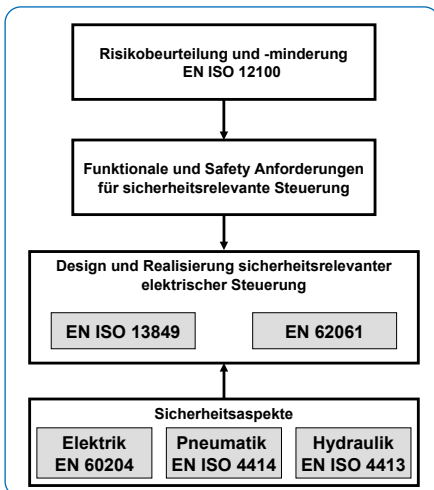 Risikobeurteilung und -minderung
EN ISO 12100
Funktionale und Safety Anforderungen
für sicherheitsrelevante Steuerung
Design und Realisierung sicherheitsrelevanter
elektrischer Steuerung
EN ISO 13849
EN 62061
Sicherheitsaspekte
Elektrik
EN 60204
Pneumatik
EN ISO 4414
Hydraulik
EN ISO 4413